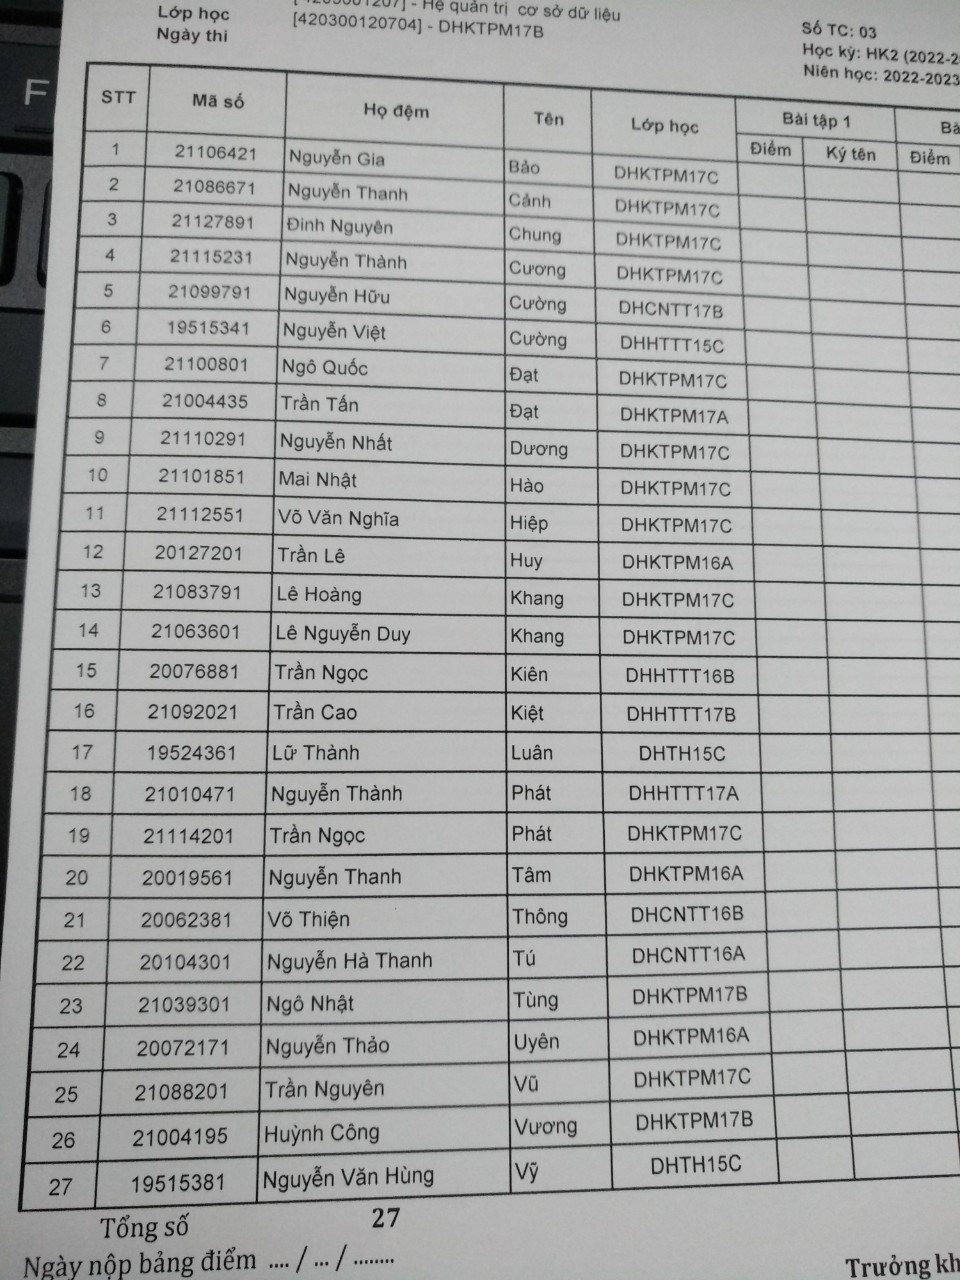 F
Lớp học [420300120704] - DHKTPM17B
- Hệ quản trị cơ sở dữ liệu
Ngày thi
Số TC: 03
Học kỳ: HK2 (2022-2
Niên học: 2022-2023
STT Mã số Họ đệm Tên Lớp học Bài tập 1 Bà
Điểm Ký tên Điểm
1 21106421 Nguyễn Gia Bảo DHKTPM17C
2 21086671 Nguyễn Thanh Cảnh DHKTPM17C
3 21127891 Đinh Nguyên Chung DHKTPM17C
4 21115231 Nguyễn Thành Cương DHKTPM17C
5 21099791 Nguyễn Hữu Cường DHCNTT17B
6 19515341 Nguyễn Việt Cường DHHTTT15C
7 21100801 Ngô Quốc Đạt DHKTPM17C
8 21004435 Trần Tấn Đạt DHKTPM17A
9 21110291 Nguyễn Nhất Dương DHKTPM17C
10 21101851 Mai Nhật Hào DHKTPM17C
11 21112551 Võ Văn Nghĩa Hiệp DHKTPM17C
12 20127201 Trần Lê Huy DHKTPM16A
13 21083791 Lê Hoàng Khang DHKTPM17C
14 21063601 Lê Nguyễn Duy Khang DHKTPM17C
15 20076881 Trần Ngọc Kiên DHHTTT16B
16 21092021 Trần Cao Kiệt DHHTTT17B
17 19524361 Lữ Thành Luân DHTH15C
18 21010471 Nguyễn Thành Phát DHHTTT17A
19 21114201 Trần Ngọc Phát DHKTPM17C
20 20019561 Nguyễn Thanh Tâm DHKTPM16A
21 20062381 Võ Thiện Thông DHCNTT16B
22 20104301 Nguyễn Hà Thanh Tú DHCNTT16A
23 21039301 Ngô Nhật Tùng DHKTPM17B
24 20072171 Nguyễn Thảo Uyên DHKTPM16A
25 21088201 Trần Nguyên Vũ DHKTPM17C
26 21004195 Huỳnh Công Vương DHKTPM17B
27 19515381 Nguyễn Văn Hùng Vỹ DHTH15C
Tổng số 27
Ngày nộp bảng điểm .... / ... / ........
Trưởng kh